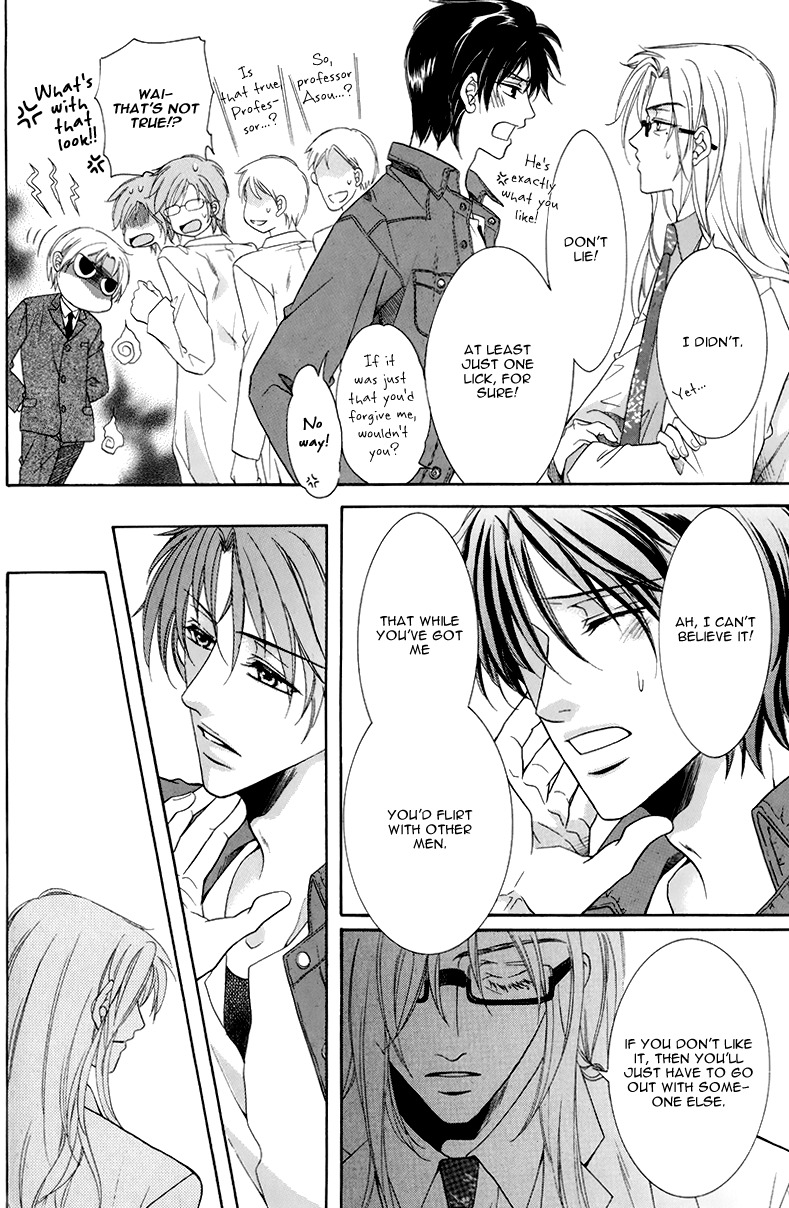 I DIDN'T.
Yet...
DON'T
LIE!
He's
exactly
what you
like!
AT LEAST
JUST ONE
LICK, FOR
SURE!
If it
was just
that you'd
forgive me,
wouldn't
you?
No
way!
So,
professor
Asou...?
Is
that true,
Profes-
sor...?
WAI-
THAT'S NOT
TRUE!?
What's
with
that
look!!
AH, I CAN'T
BELIEVE IT!
THAT WHILE
YOU'VE GOT
ME
YOU'D FLIRT
WITH OTHER
MEN.
IF YOU DON'T LIKE
IT, THEN YOU'LL
JUST HAVE TO GO
OUT WITH SOME-
ONE ELSE.